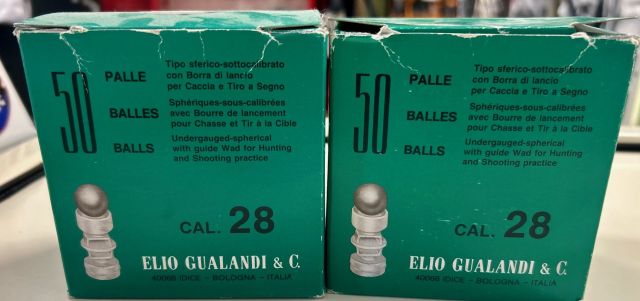 50 PALLE
Tipo sferico-sottocalibrato
con Borra di lancio
per Caccia e Tiro a Segno
BALLES
Sphériques-sous-calibrées
avec Bourre de lancement
pour Chasse et Tir à la Cible
BALLS
Undergauged-spherical
with guide Wad for Hunting
and Shooting practice
CAL. 28
ELIO GUALANDI & C.
40068 IDICE - BOLOGNA - ITALIA
50 PALLE
Tipo sferico-sottocalibrato
con Borra di lancio
per Caccia e Tiro a Segno
BALLES
Sphériques-sous-calibrées
avec Bourre de lancement
pour Chasse et Tir à la Cible
BALLS
Undergauged-spherical
with guide Wad for Hunting
and Shooting practice
CAL. 28
ELIO GUALANDI & C.
40068 IDICE - BOLOGNA - ITALIA